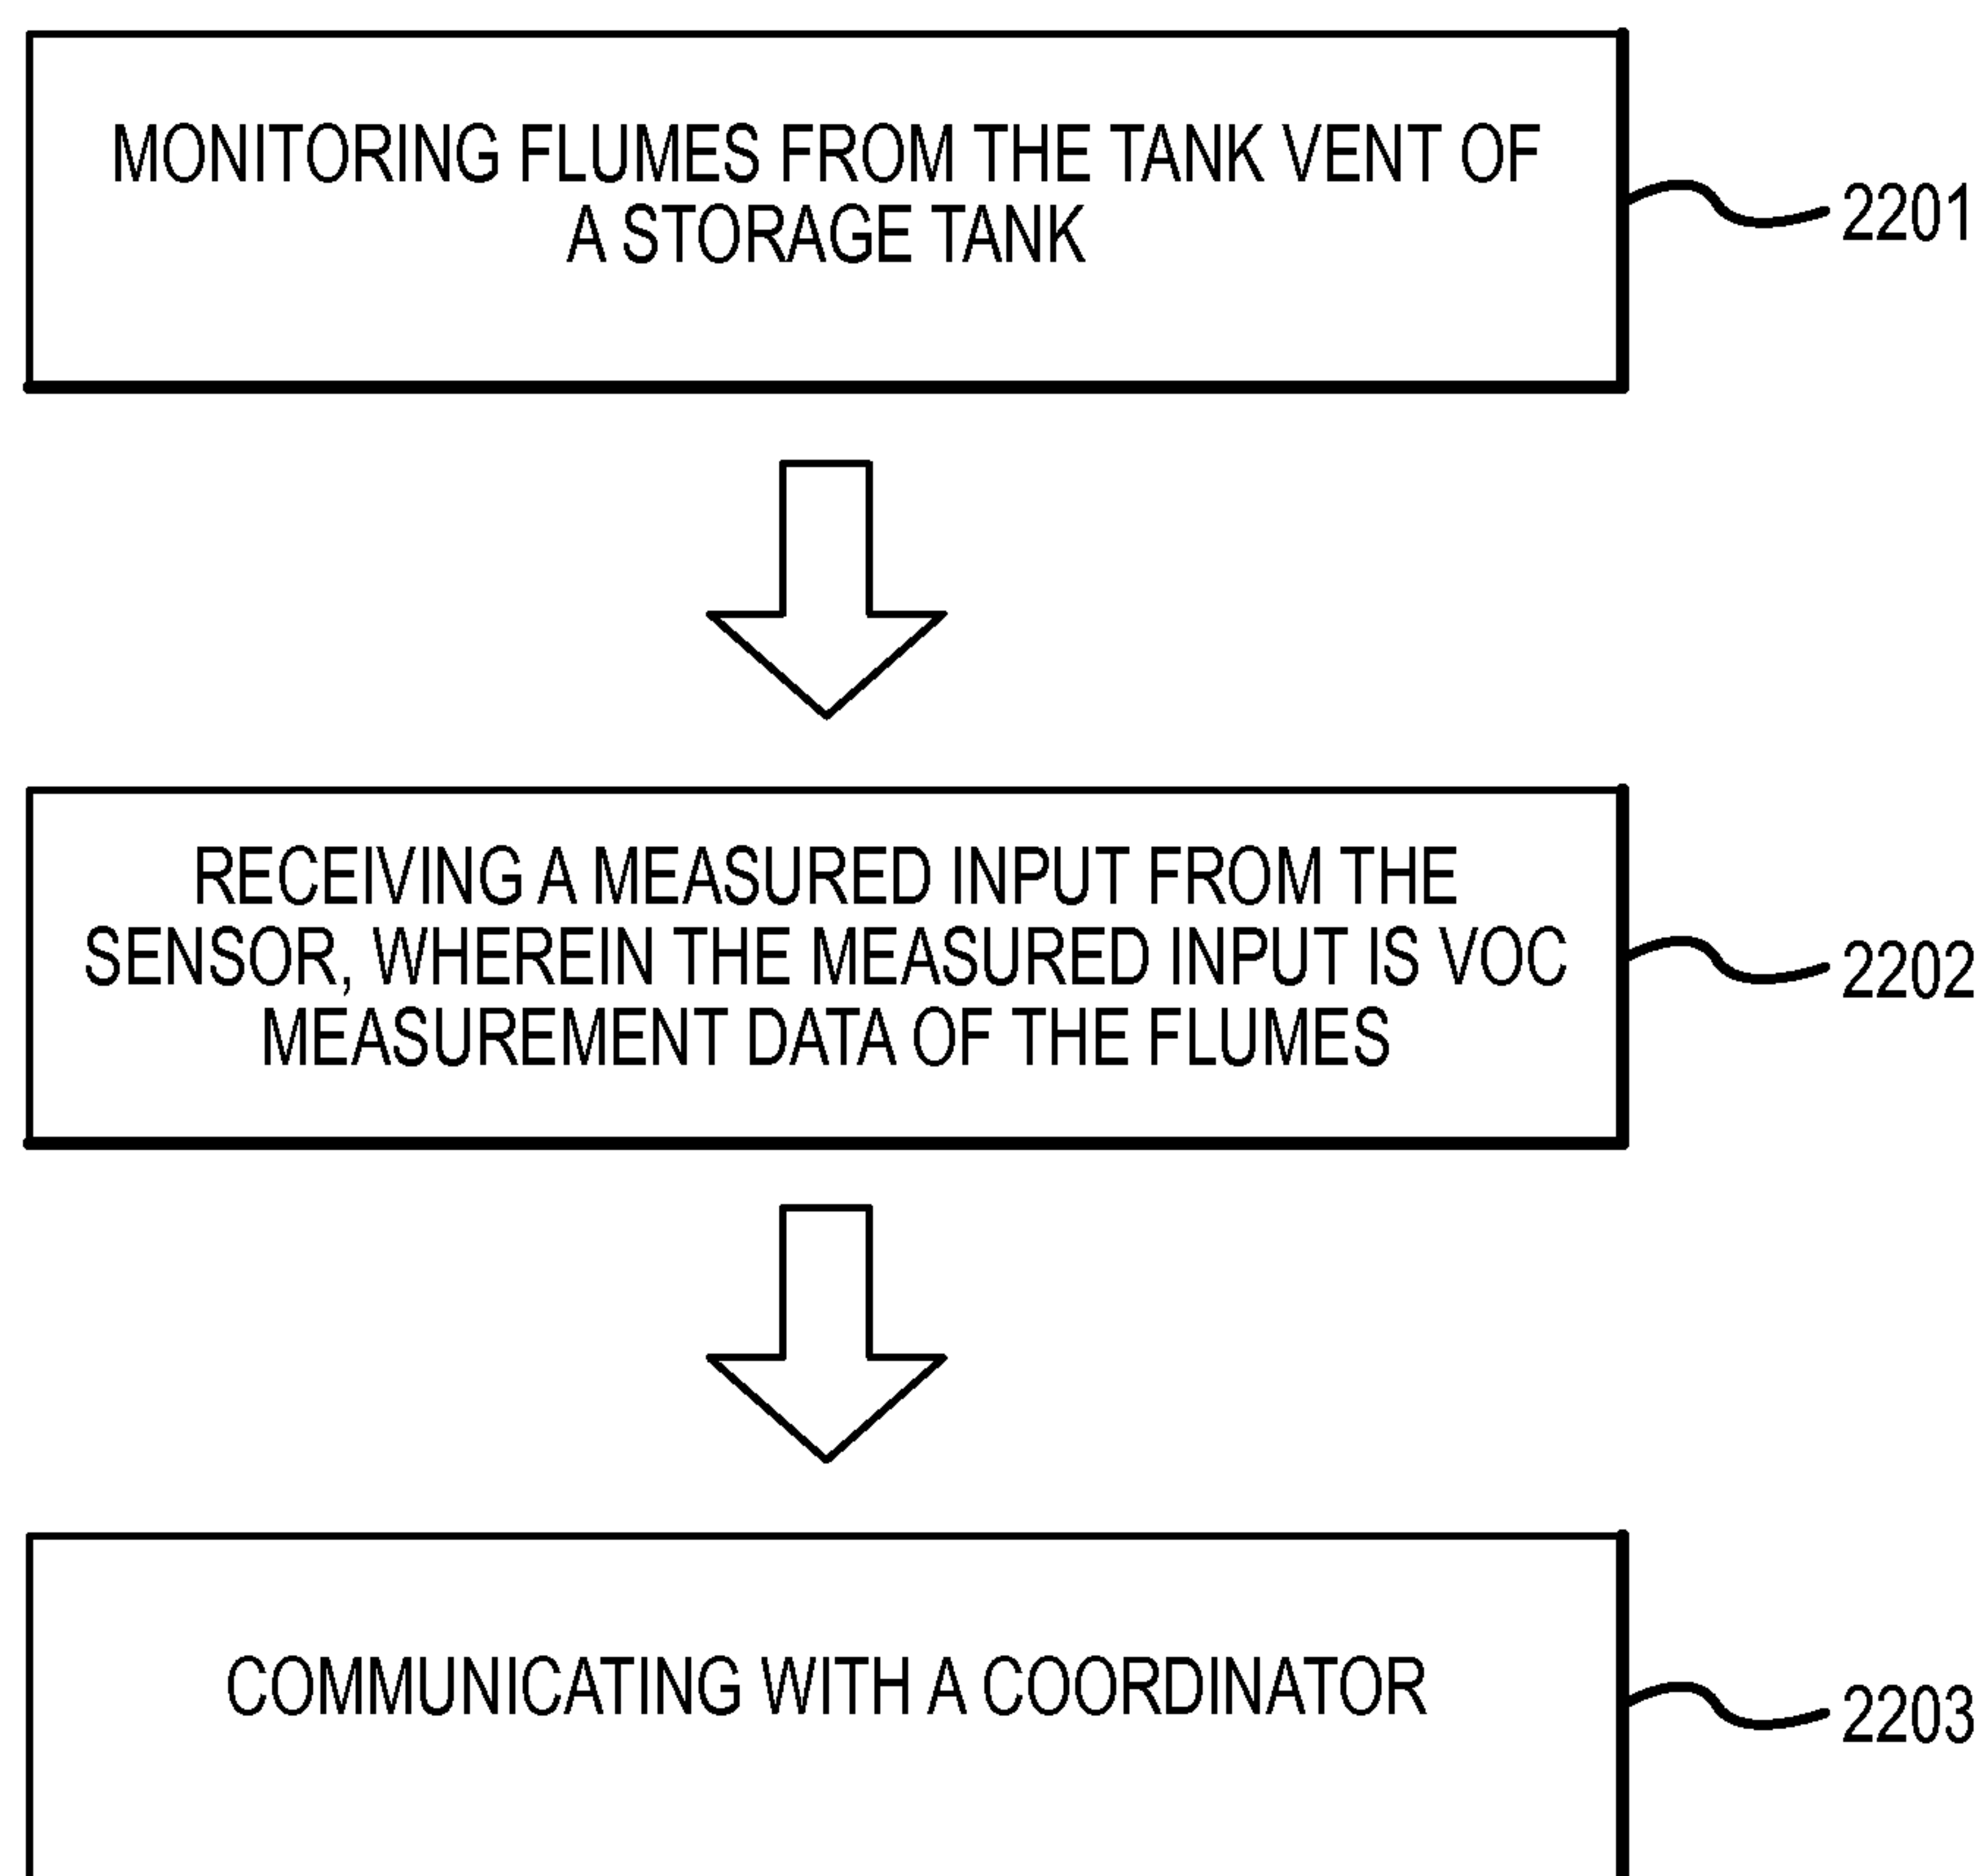 MONITORING FLUMES FROM THE TANK VENT OF
A STORAGE TANK
2201
RECEIVING A MEASURED INPUT FROM THE
SENSOR, WHEREIN THE MEASURED INPUT IS VOC
MEASUREMENT DATA OF THE FLUMES
2202
COMMUNICATING WITH A COORDINATOR
2203